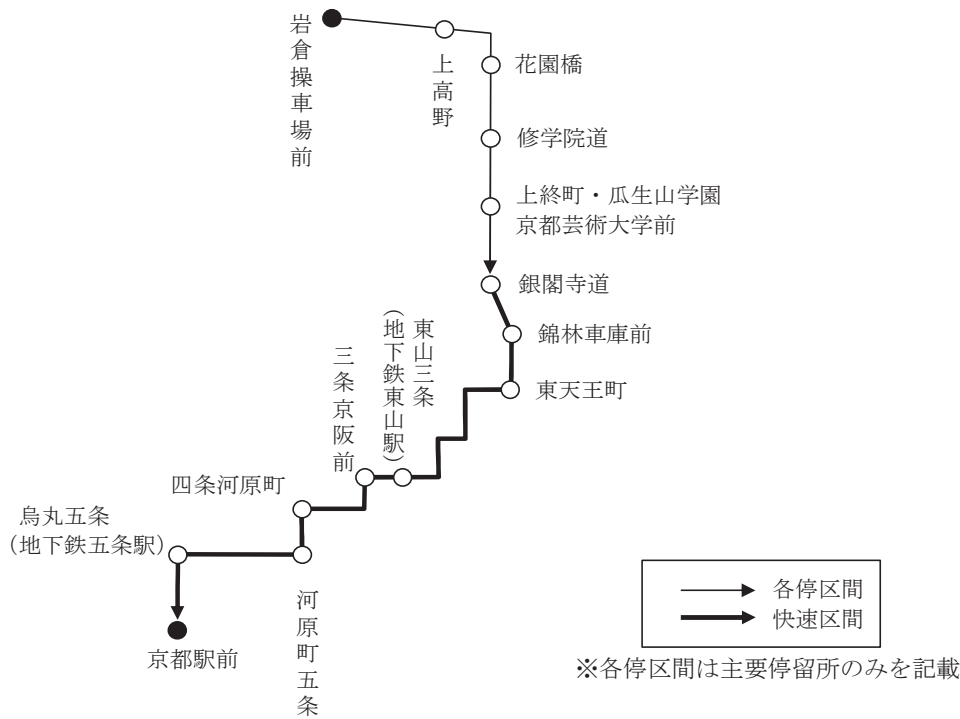 岩倉操車場前
上高野
花園橋
修学院道
上終町・瓜生山学園
京都芸術大学前
銀閣寺道
錦林車庫前
東天王町
東山三条
（地下鉄東山駅）
三条京阪前
四条河原町
河原町五条
烏丸五条
（地下鉄五条駅）
京都駅前
各停区間
快速区間
※各停区間は主要停留所のみを記載